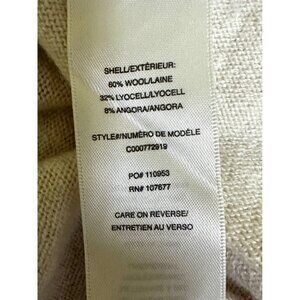 SHELL/EXTÉRIEUR:
60% WOOL/LAINE
32% LYOCELL/LYOCELL
8% ANGORA/ANGORA
STYLE#/NUMÉRO DE MODÈLE
C000772919
PO# 110953
RN# 107677
CARE ON REVERSE/
ENTRETIEN AU VERSO